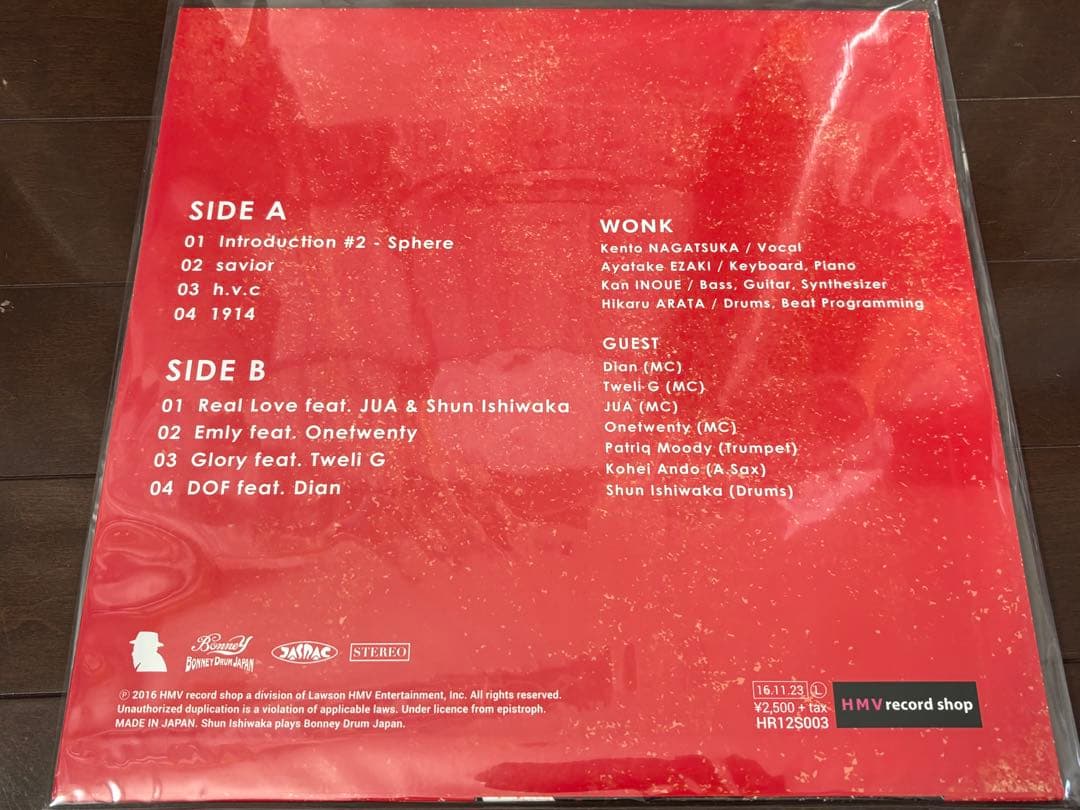 SIDE A
01 Introduction #2 - Sphere
02 savior
03 h.v.c
04 1914
SIDE B
01 Real Love feat. JUA & Shun Ishiwaka
02 Emly feat. Onetwenty
03 Glory feat. Tweli G
04 DOF feat. Dian
WONK
Kento NAGATSUKA / Vocal
Ayatake EZAKI / Keyboard, Piano
Kan INOUE / Bass, Guitar, Synthesizer
Hikaru ARATA / Drums, Beat Programming
GUEST
Dian (MC)
Tweli G (MC)
JUA (MC)
Onetwenty (MC)
Patriq Moody (Trumpet)
Kohei Ando (A.Sax)
Shun Ishiwaka (Drums)
Bonney
BONNEY DRUM JAPAN
JASRAC
STEREO
℗ 2016 HMV record shop a division of Lawson HMV Entertainment, Inc. All rights reserved.
Unauthorized duplication is a violation of applicable laws. Under licence from epistroph.
MADE IN JAPAN. Shun Ishiwaka plays Bonney Drum Japan.
16.11.23 Ⓛ
¥2,500 + tax
HR12S003
HMV record shop